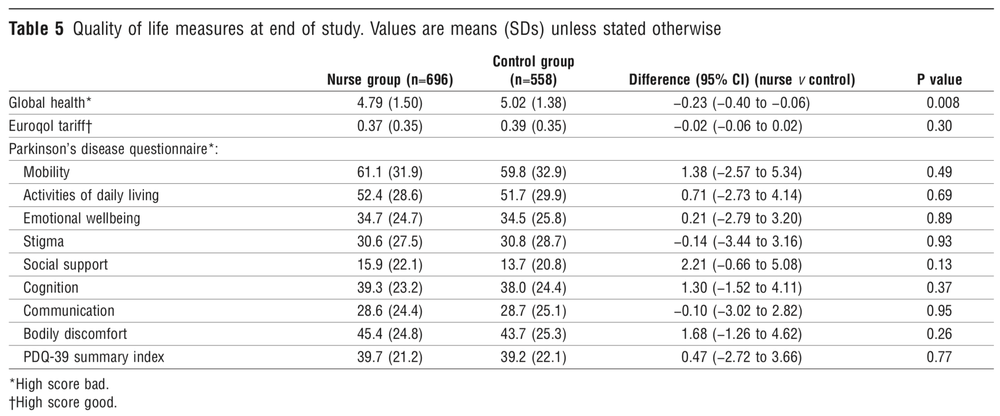 Table 5 Quality of life measures at end of study. Values are means (SDs) unless stated otherwise
Nurse group (n=696) Control group (n=558) Difference (95% CI) (nurse v control) P value
Global health* 4.79 (1.50) 5.02 (1.38) −0.23 (−0.40 to −0.06) 0.008
Euroqol tariff† 0.37 (0.35) 0.39 (0.35) −0.02 (−0.06 to 0.02) 0.30
Parkinson’s disease questionnaire*:
Mobility 61.1 (31.9) 59.8 (32.9) 1.38 (−2.57 to 5.34) 0.49
Activities of daily living 52.4 (28.6) 51.7 (29.9) 0.71 (−2.73 to 4.14) 0.69
Emotional wellbeing 34.7 (24.7) 34.5 (25.8) 0.21 (−2.79 to 3.20) 0.89
Stigma 30.6 (27.5) 30.8 (28.7) −0.14 (−3.44 to 3.16) 0.93
Social support 15.9 (22.1) 13.7 (20.8) 2.21 (−0.66 to 5.08) 0.13
Cognition 39.3 (23.2) 38.0 (24.4) 1.30 (−1.52 to 4.11) 0.37
Communication 28.6 (24.4) 28.7 (25.1) −0.10 (−3.02 to 2.82) 0.95
Bodily discomfort 45.4 (24.8) 43.7 (25.3) 1.68 (−1.26 to 4.62) 0.26
PDQ-39 summary index 39.7 (21.2) 39.2 (22.1) 0.47 (−2.72 to 3.66) 0.77
*High score bad.
†High score good.